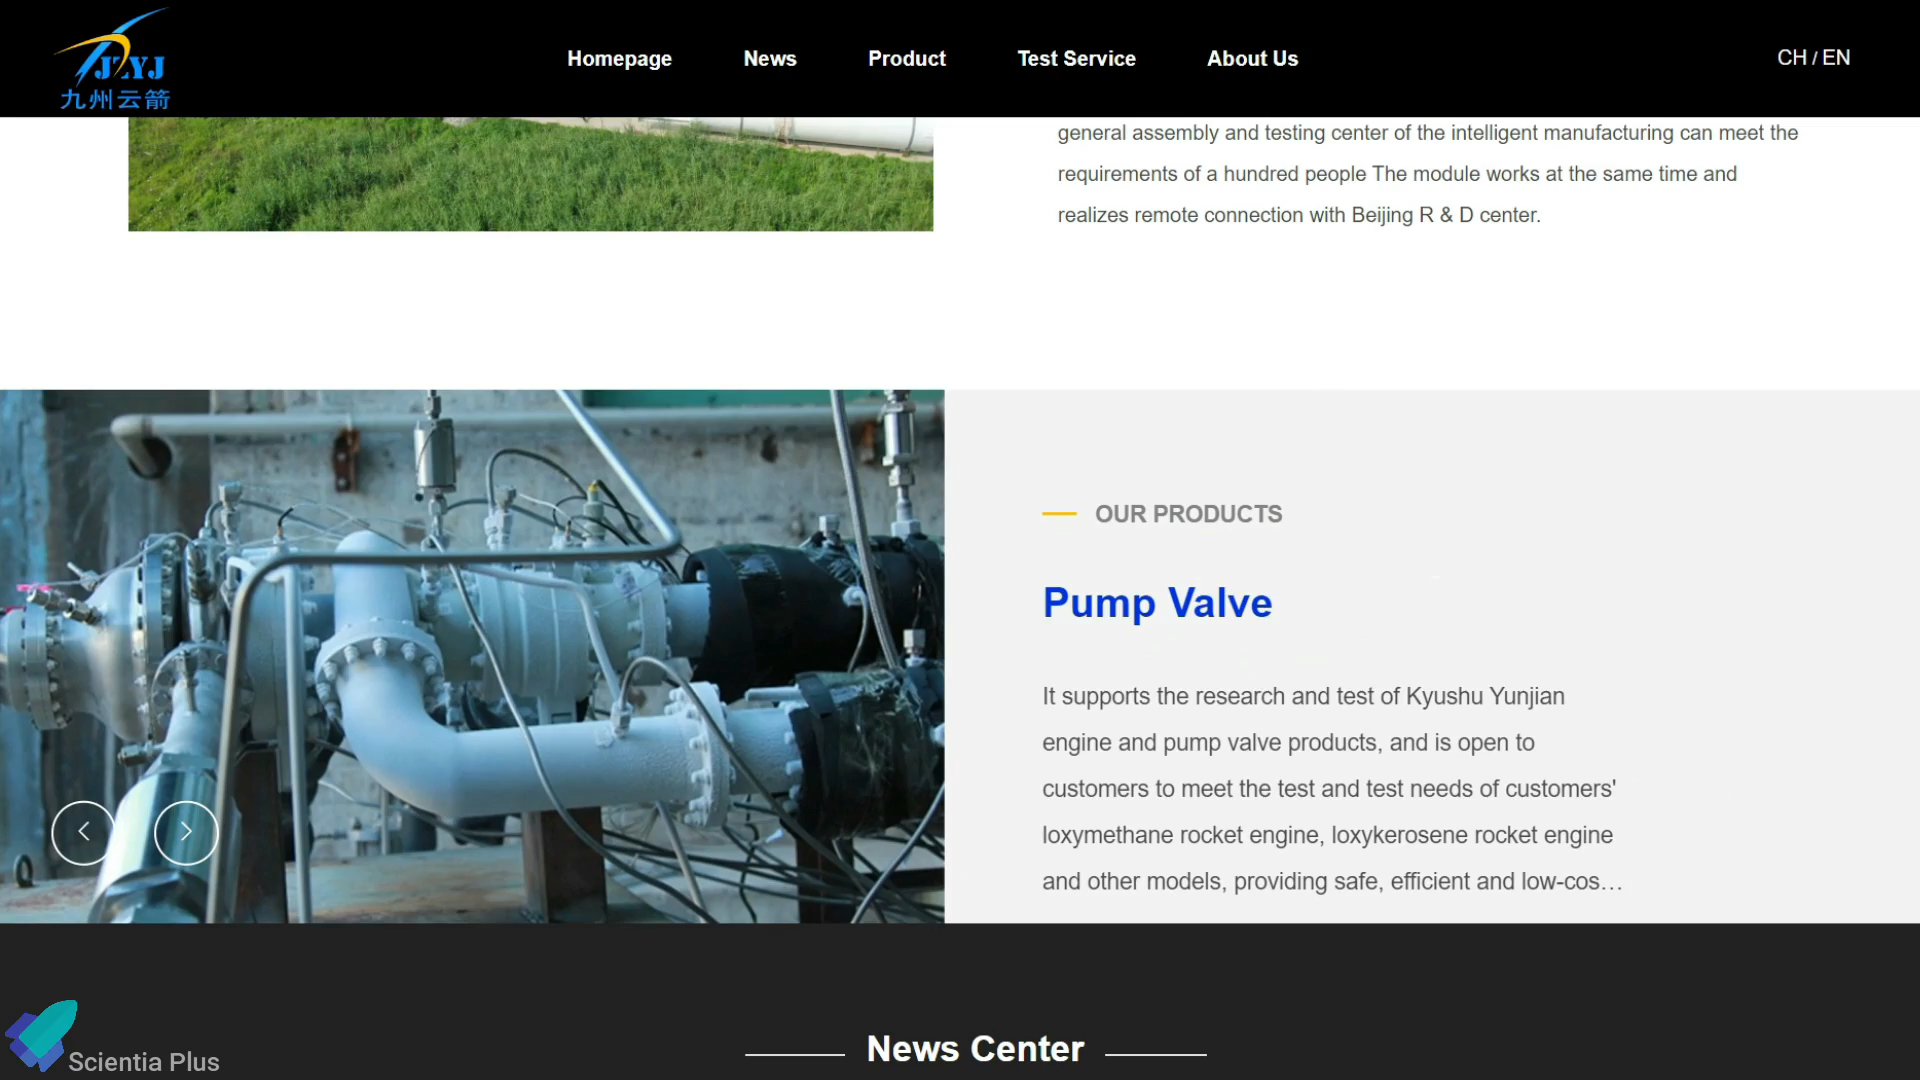 JZYJ
九州云箭
Homepage News Product Test Service About Us CH / EN
general assembly and testing center of the intelligent manufacturing can meet the
requirements of a hundred people The module works at the same time and
realizes remote connection with Beijing R & D center.
OUR PRODUCTS
Pump Valve
It supports the research and test of Kyushu Yunjian
engine and pump valve products, and is open to
customers to meet the test and test needs of customers'
loxymethane rocket engine, loxykerosene rocket engine
and other models, providing safe, efficient and low-cos…
News Center
Scientia Plus